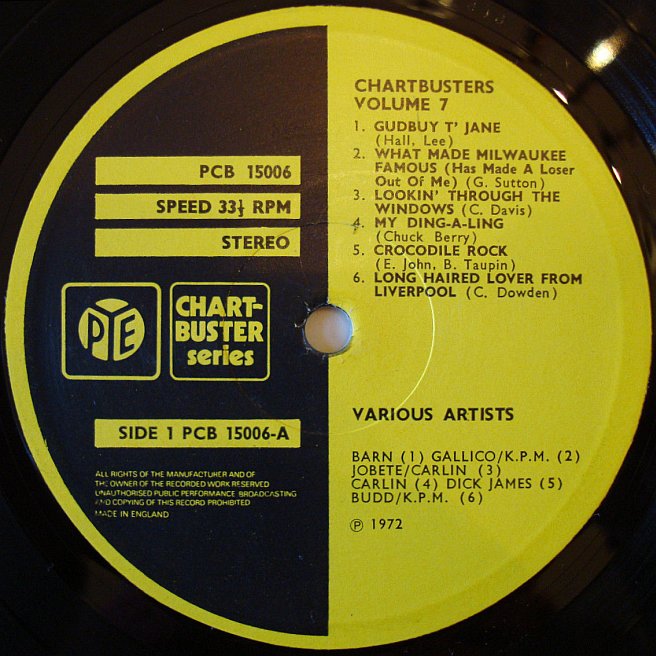 PCB 15006
SPEED 33⅓ RPM
STEREO
PYE
CHART-
BUSTER
series
SIDE 1 PCB 15006-A
ALL RIGHTS OF THE MANUFACTURER AND OF
THE OWNER OF THE RECORDED WORK RESERVED
UNAUTHORISED PUBLIC PERFORMANCE BROADCASTING
AND COPYING OF THIS RECORD PROHIBITED
MADE IN ENGLAND
CHARTBUSTERS
VOLUME 7
1. GUDBUY T' JANE
(Hall, Lee)
2. WHAT MADE MILWAUKEE
FAMOUS (Has Made A Loser
Out Of Me) (G. Sutton)
3. LOOKIN' THROUGH THE
WINDOWS (C. Davis)
4. MY DING-A-LING
(Chuck Berry)
5. CROCODILE ROCK
(E. John, B. Taupin)
6. LONG HAIRED LOVER FROM
LIVERPOOL (C. Dowden)
VARIOUS ARTISTS
BARN (1) GALLICO/K.P.M. (2)
JOBETE/CARLIN (3)
CARLIN (4) DICK JAMES (5)
BUDD/K.P.M. (6)
℗ 1972